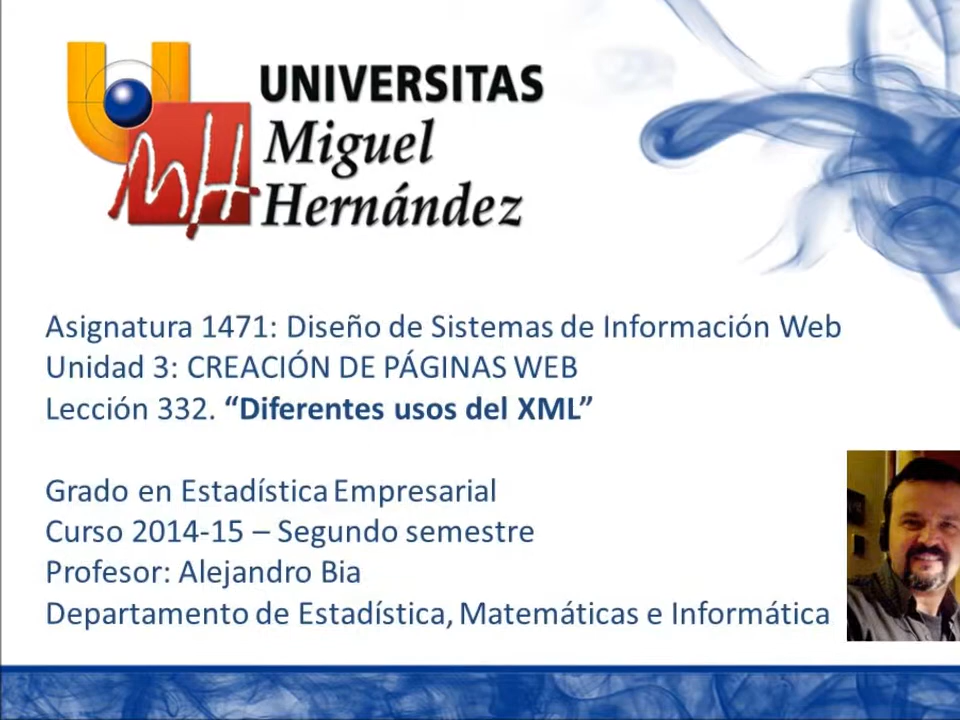 UNIVERSITAS
Miguel
Hernández
Asignatura 1471: Diseño de Sistemas de Información Web
Unidad 3: CREACIÓN DE PÁGINAS WEB
Lección 332. “Diferentes usos del XML”
Grado en Estadística Empresarial
Curso 2014-15 – Segundo semestre
Profesor: Alejandro Bia
Departamento de Estadística, Matemáticas e Informática